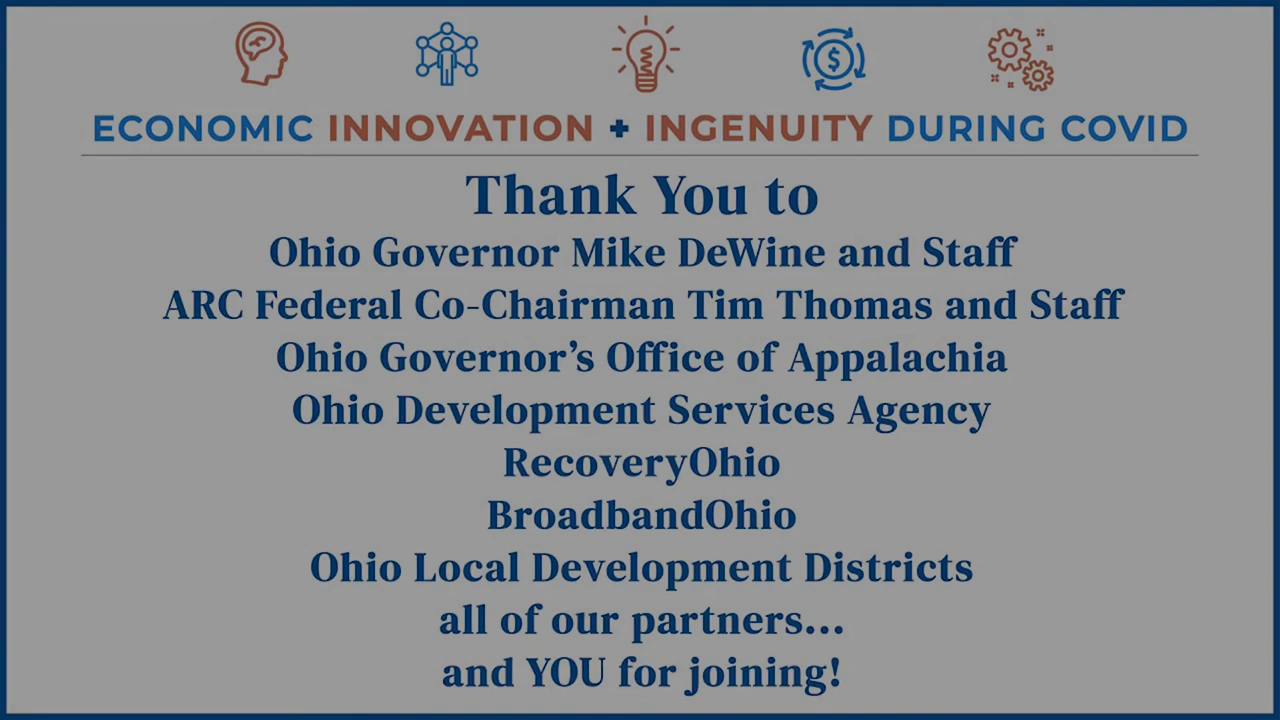 ECONOMIC INNOVATION + INGENUITY DURING COVID
Thank You to
Ohio Governor Mike DeWine and Staff
ARC Federal Co-Chairman Tim Thomas and Staff
Ohio Governor’s Office of Appalachia
Ohio Development Services Agency
RecoveryOhio
BroadbandOhio
Ohio Local Development Districts
all of our partners...
and YOU for joining!